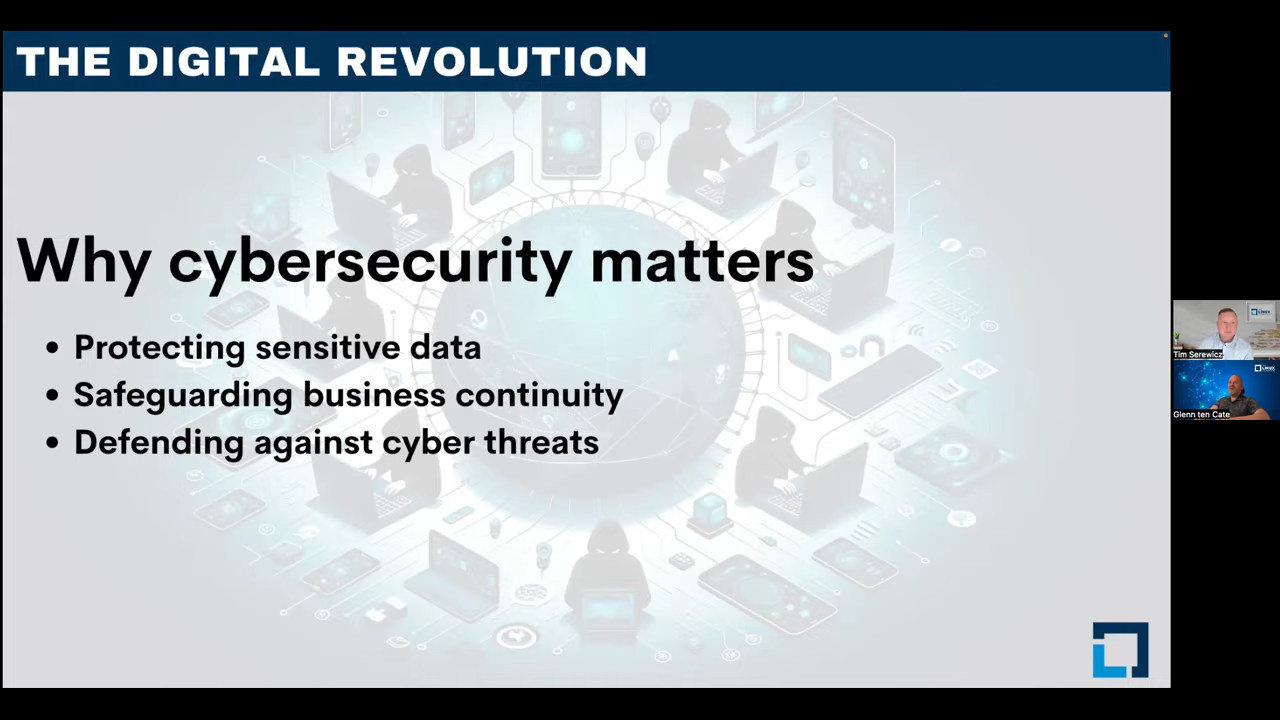 THE DIGITAL REVOLUTION
Why cybersecurity matters
• Protecting sensitive data
• Safeguarding business continuity
• Defending against cyber threats
Tim Serewicz
Glenn ten Cate